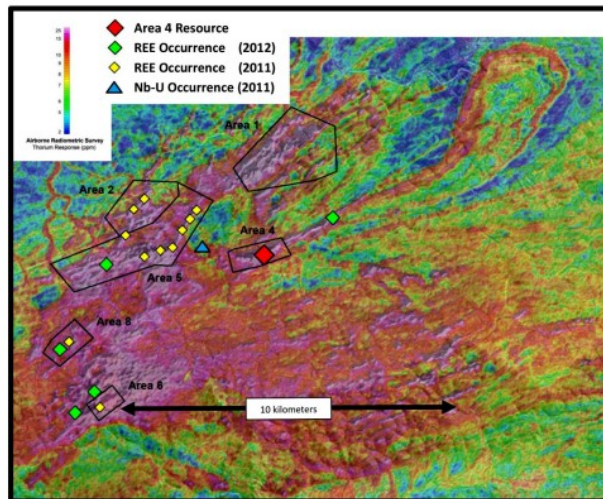 Area 4 Resource
REE Occurrence (2012)
REE Occurrence (2011)
Nb-U Occurrence (2011)
Airborne Radiometric Survey
Thorium Response (ppm)
Area 1
Area 2
Area 4
Area 5
Area 8
Area 6
10 kilometers